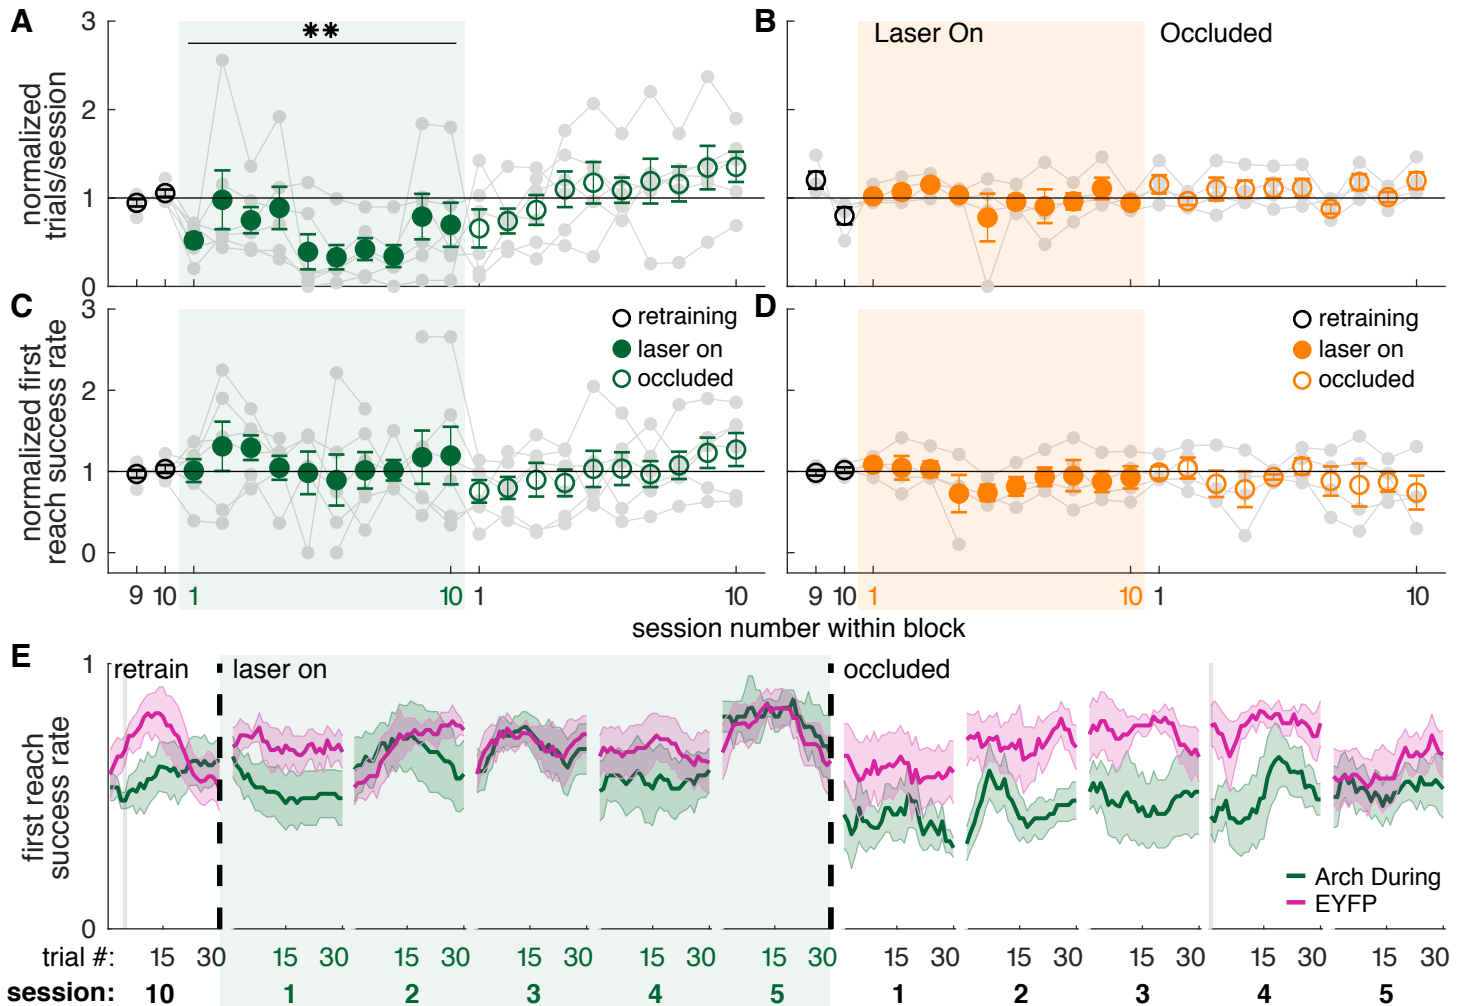 A
3
2
1
0
normalized
trials/session
**
B
Laser On
Occluded
C
3
2
1
0
normalized first
reach success rate
retraining
laser on
occluded
D
retraining
laser on
occluded
9 10 1 10 1 10
9 10 1 10 1 10
session number within block
E
1
0
first reach
success rate
retrain
laser on
occluded
Arch During
EYFP
trial #: 15 30 15 30 15 30 15 30 15 30 15 30 15 30 15 30 15 30 15 30 15 30
session: 10 1 2 3 4 5 1 2 3 4 5